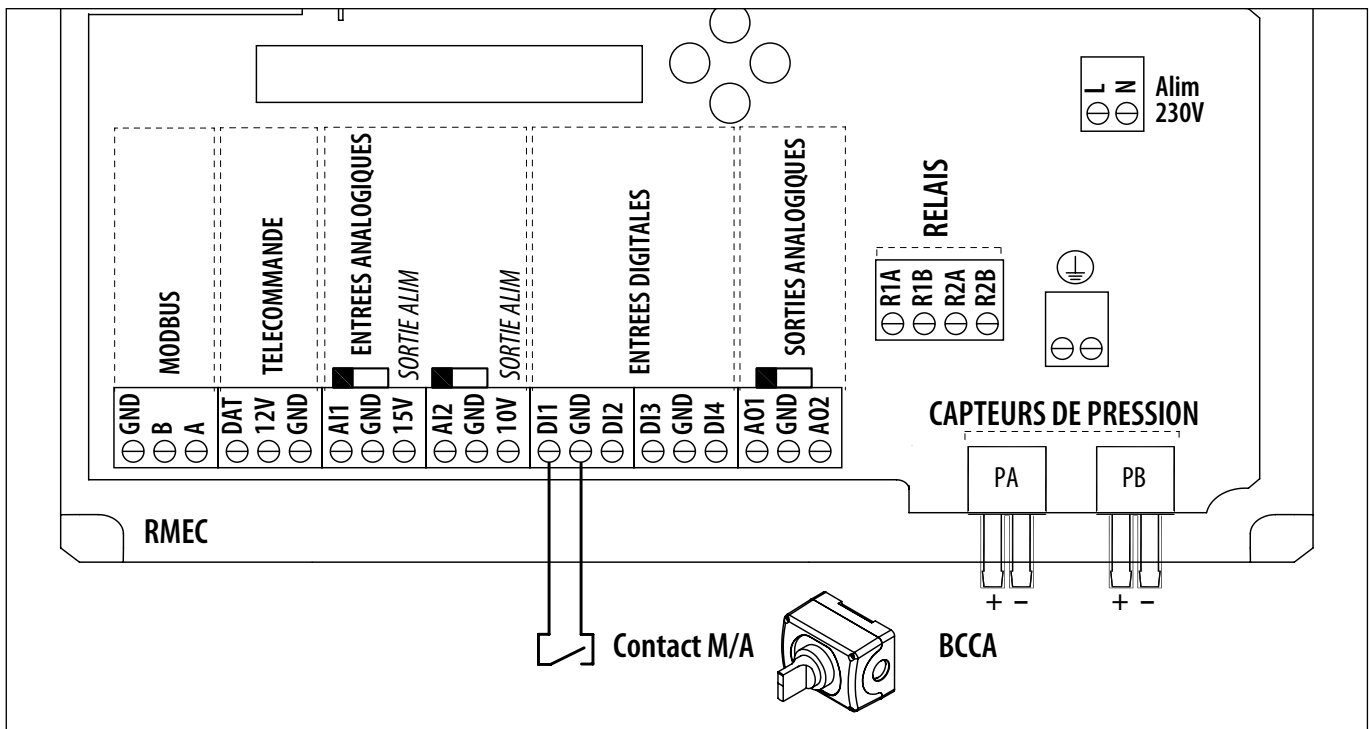 L
N
Alim
230V
MODBUS
TELECOMMANDE
ENTREES ANALOGIQUES
SORTIE ALIM
SORTIE ALIM
ENTREES DIGITALES
SORTIES ANALOGIQUES
RELAIS
R1A
R1B
R2A
R2B
GND
B
A
DAT
12V
GND
AI1
GND
15V
AI2
GND
10V
DI1
GND
DI2
DI3
GND
DI4
AO1
GND
AO2
CAPTEURS DE PRESSION
PA
PB
RMEC
+ −
+ −
Contact M/A
BCCA